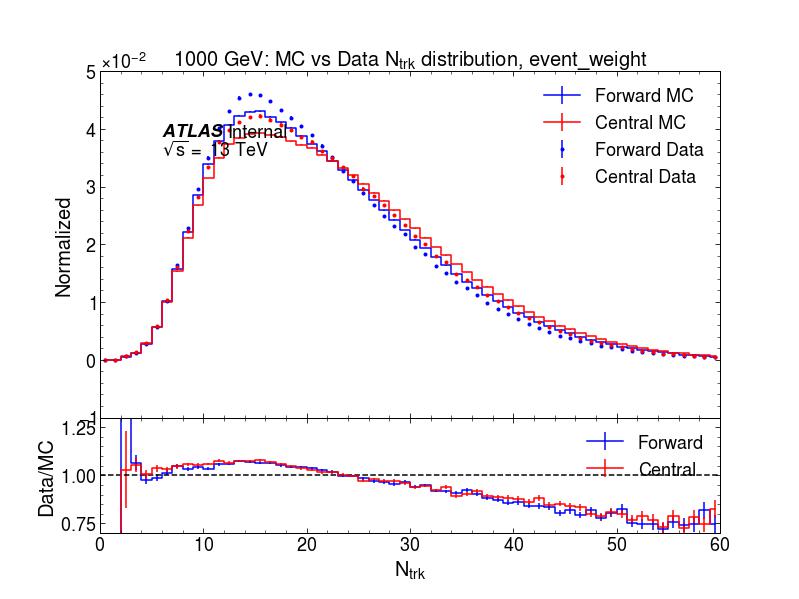 ×10⁻² 1000 GeV: MC vs Data Ntrk distribution, event_weight
5
4
3
2
1
0
−1
Normalized
ATLAS Internal
√s = 13 TeV
Forward MC
Central MC
Forward Data
Central Data
1.25
1.00
0.75
Data/MC
Forward
Central
0 10 20 30 40 50 60
Ntrk